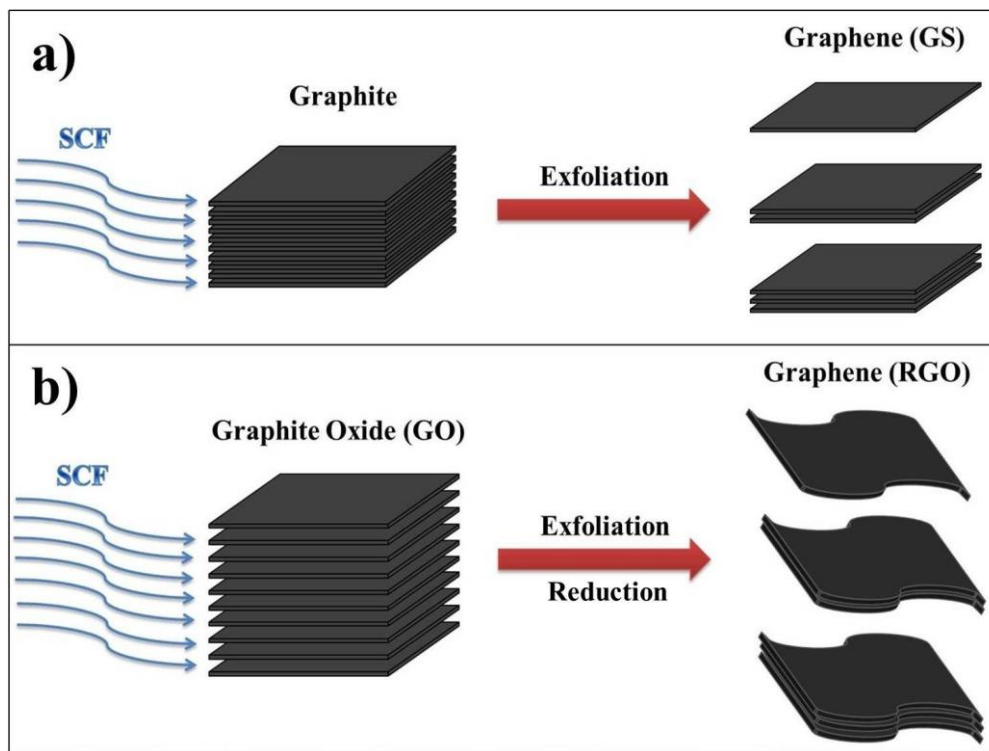 a)
Graphene (GS)
Graphite
SCF
Exfoliation
b)
Graphene (RGO)
Graphite Oxide (GO)
SCF
Exfoliation
Reduction